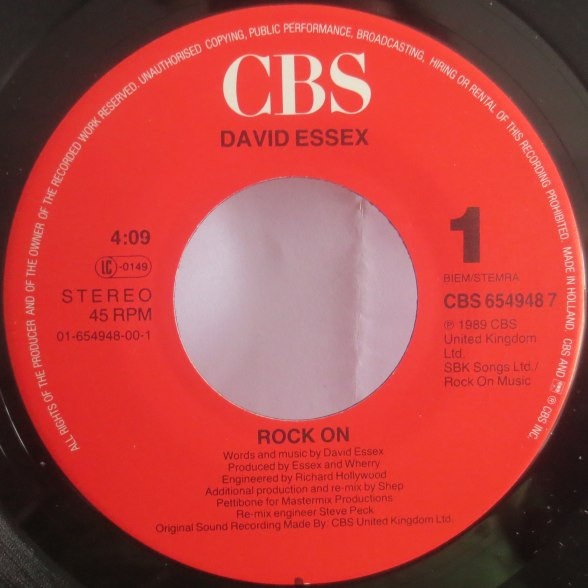 ALL RIGHTS OF THE PRODUCER AND OF THE OWNER OF THE RECORDED WORK RESERVED. UNAUTHORISED COPYING, PUBLIC PERFORMANCE, BROADCASTING, HIRING OR RENTAL OF THIS RECORDING PROHIBITED. MADE IN HOLLAND. CBS AND ® CBS INC.
CBS
DAVID ESSEX
4:09
LC-0149
STEREO
45 RPM
01-654948-00-1
1
BIEM/STEMRA
CBS 654948 7
℗ 1989 CBS
United Kingdom
Ltd.
SBK Songs Ltd./
Rock On Music
ROCK ON
Words and music by David Essex
Produced by Essex and Wherry
Engineered by Richard Hollywood
Additional production and re-mix by Shep
Pettibone for Mastermix Productions
Re-mix engineer Steve Peck
Original Sound Recording Made By: CBS United Kingdom Ltd.